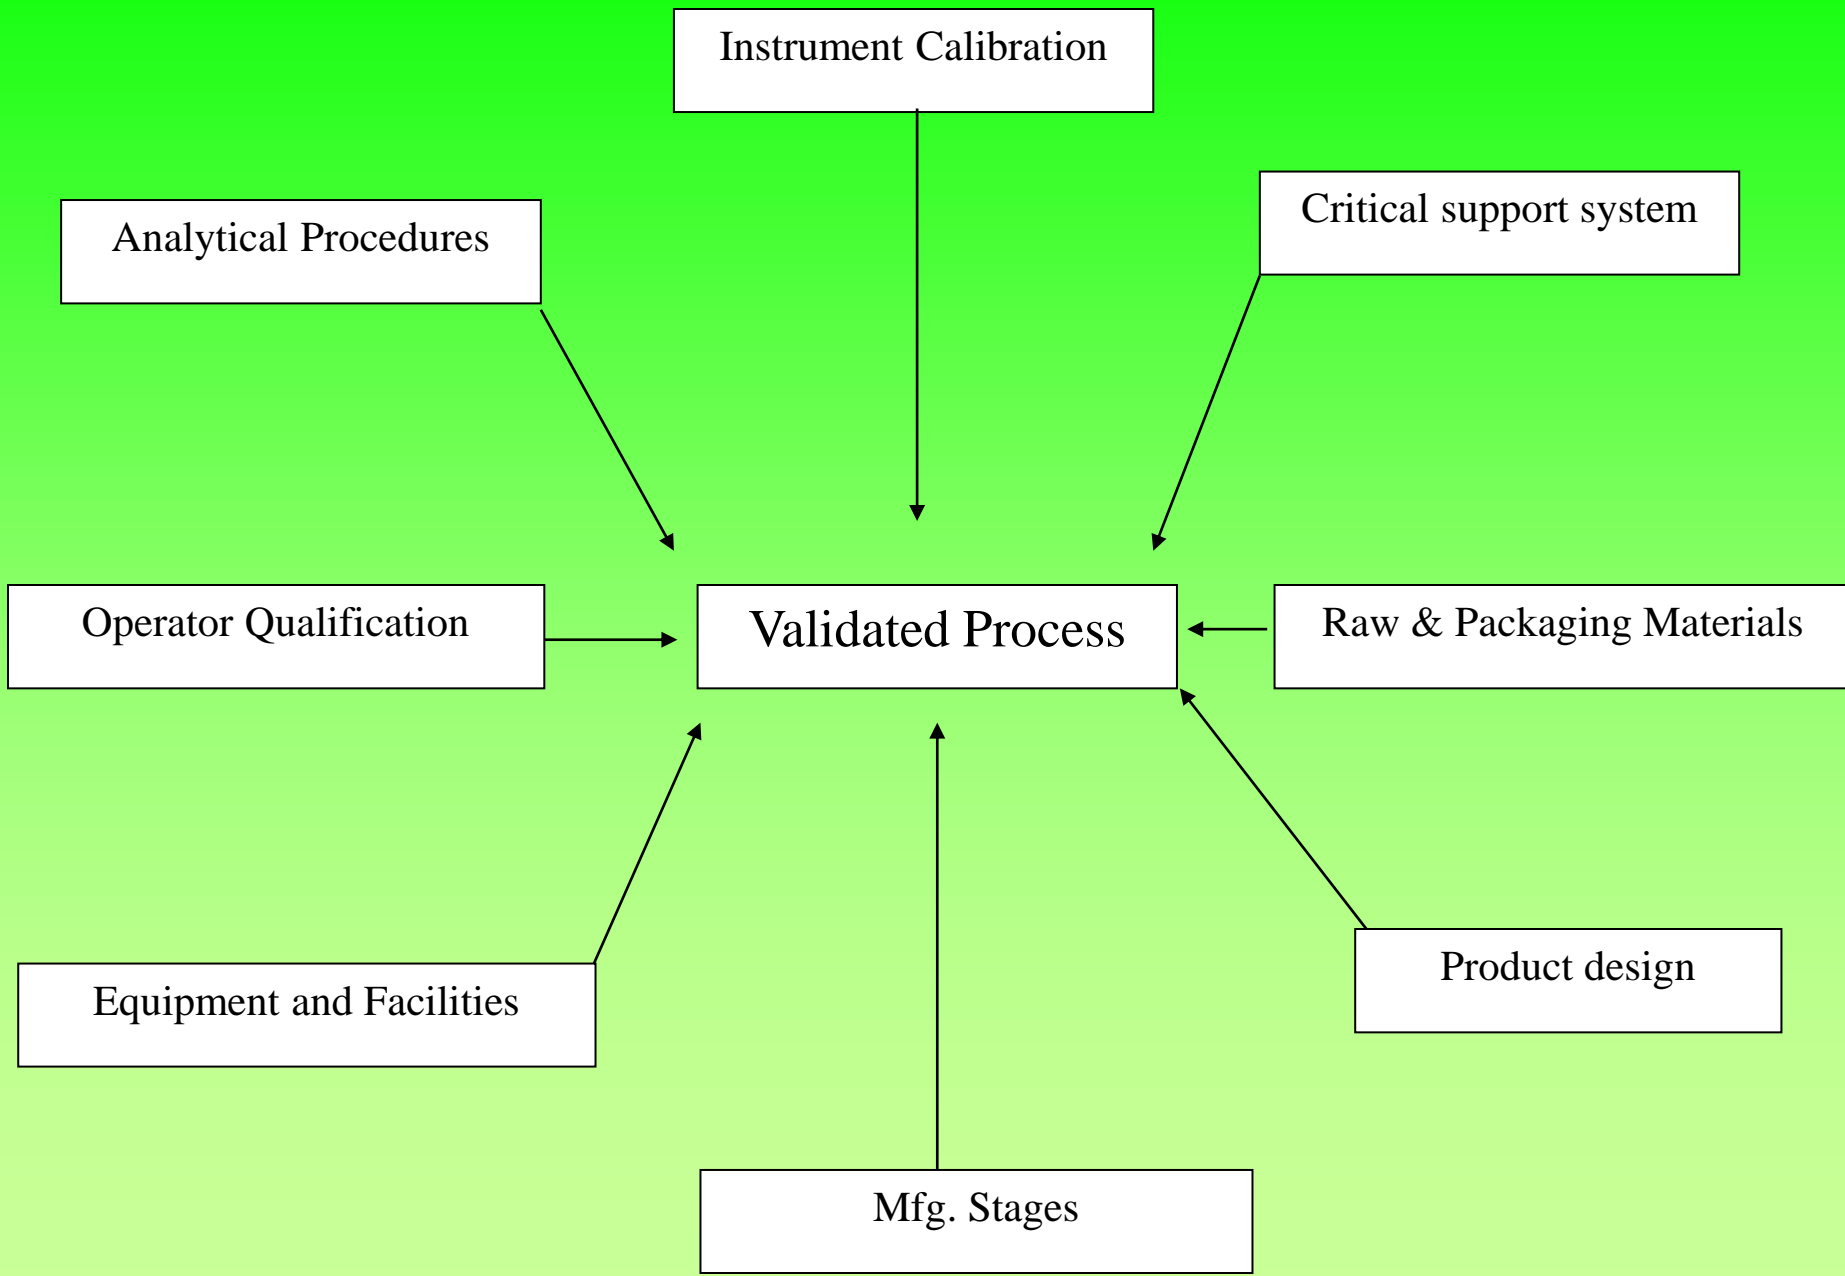 Instrument Calibration
Critical support system
Analytical Procedures
Operator Qualification
Validated Process
Raw & Packaging Materials
Product design
Equipment and Facilities
Mfg. Stages